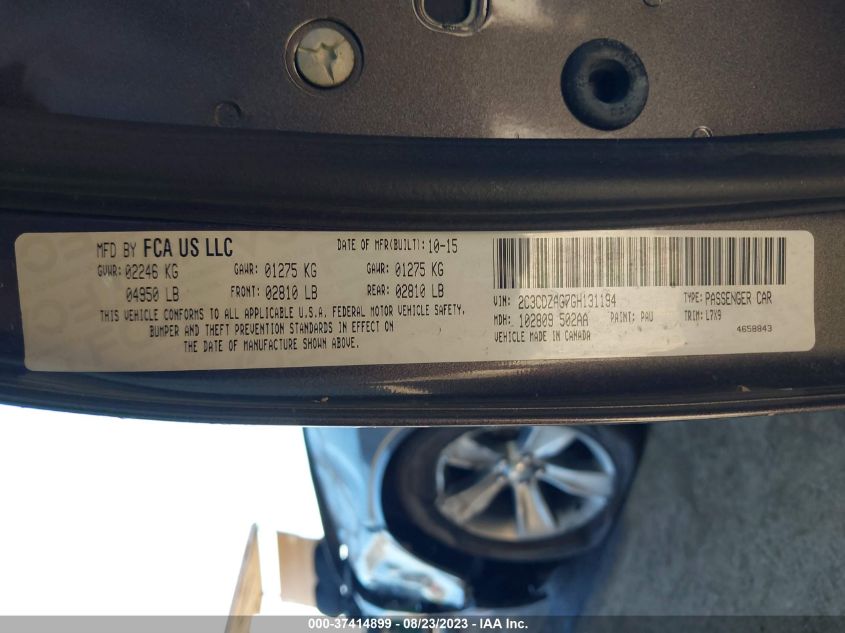 MFD BY FCA US LLC DATE OF MFR(BUILT): 10-15
GVWR: 02246 KG GAWR: 01275 KG GAWR: 01275 KG
04950 LB FRONT: 02810 LB REAR: 02810 LB
THIS VEHICLE CONFORMS TO ALL APPLICABLE U.S.A. FEDERAL MOTOR VEHICLE SAFETY,
BUMPER AND THEFT PREVENTION STANDARDS IN EFFECT ON
THE DATE OF MANUFACTURE SHOWN ABOVE.
VIN: 2C3CDZAG7GH131194 TYPE: PASSENGER CAR
MDH: 102809 502AA PAINT: PAU TRIM: L7X9
VEHICLE MADE IN CANADA 4658843
000-37414899 - 08/23/2023 - IAA Inc.